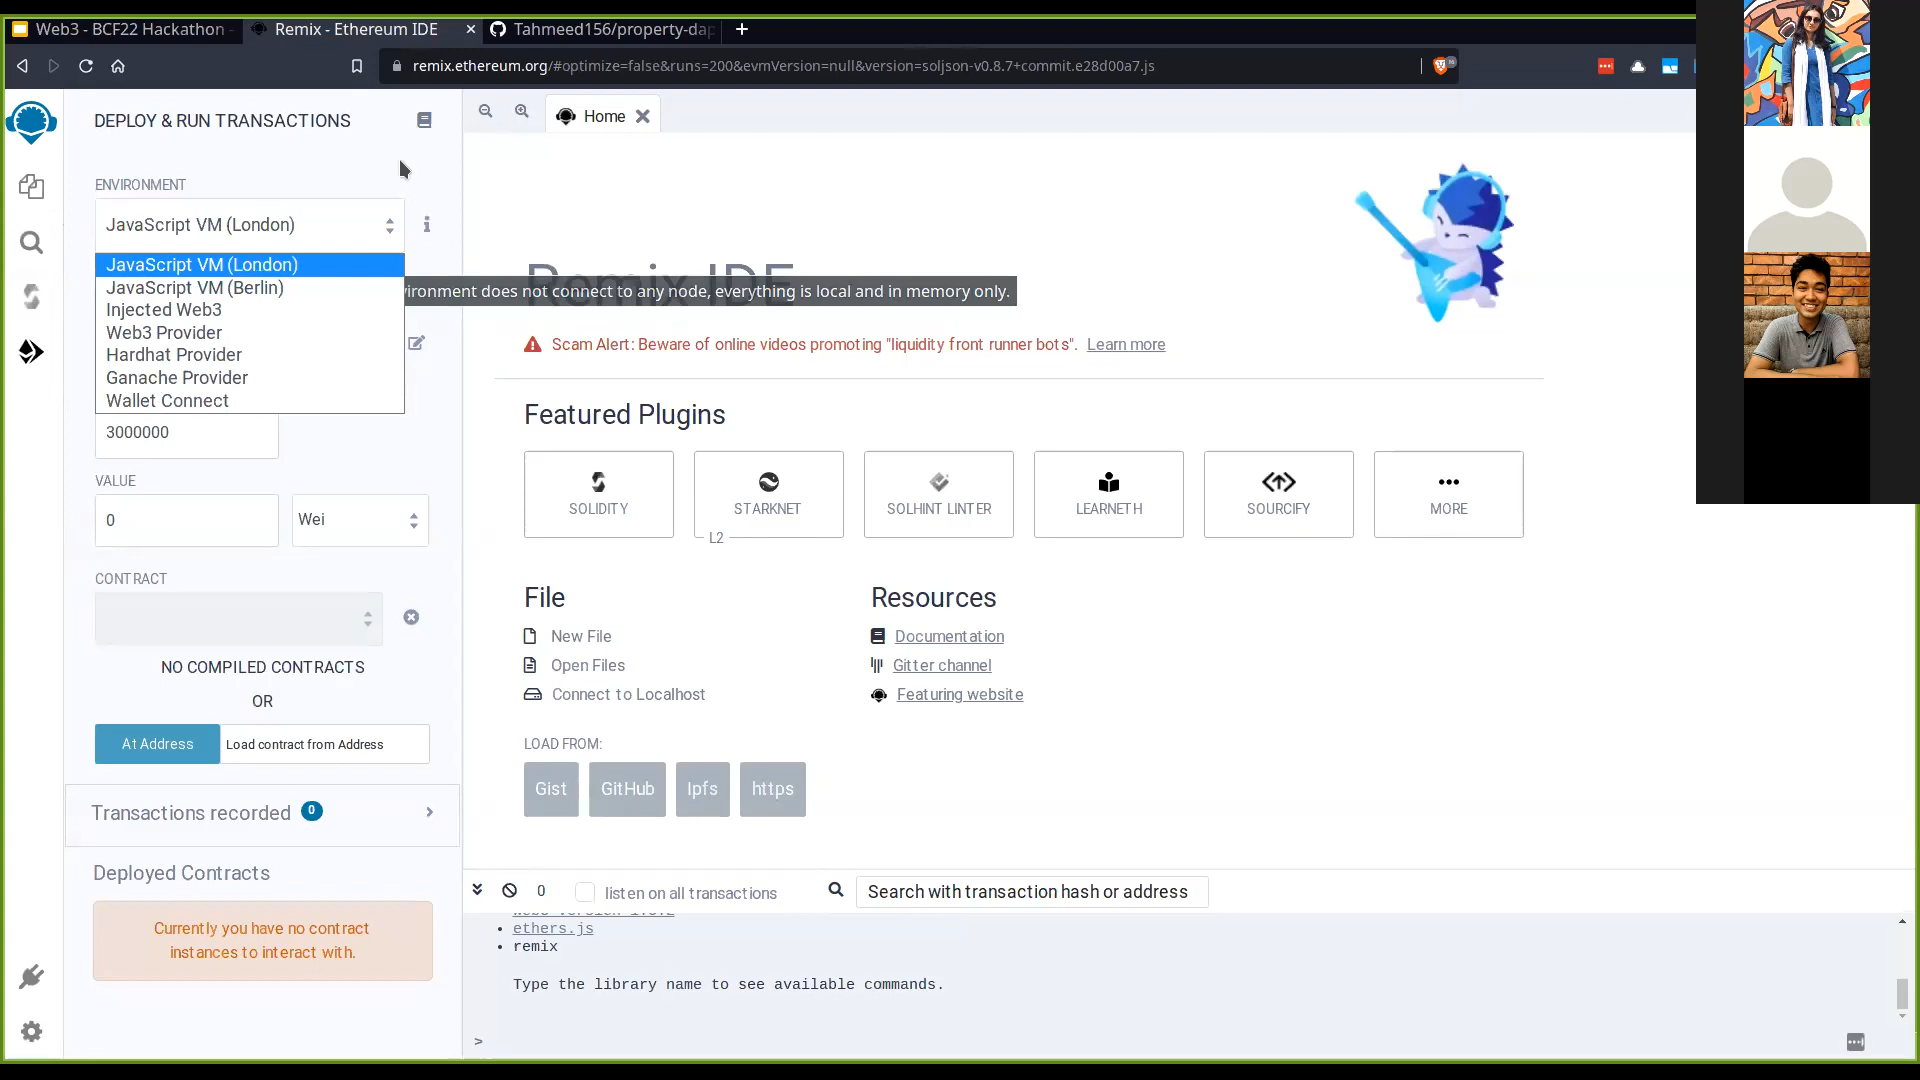 Web3 - BCF22 Hackathon -
Remix - Ethereum IDE
Tahmeed156/property-dap
remix.ethereum.org/#optimize=false&runs=200&evmVersion=null&version=soljson-v0.8.7+commit.e28d00a7.js
DEPLOY & RUN TRANSACTIONS
Home
ENVIRONMENT
JavaScript VM (London)
JavaScript VM (London)
JavaScript VM (Berlin)
Injected Web3
Web3 Provider
Hardhat Provider
Ganache Provider
Wallet Connect
3000000
VALUE
0
Wei
CONTRACT
NO COMPILED CONTRACTS
OR
At Address
Load contract from Address
Transactions recorded 0
Deployed Contracts
Currently you have no contract
instances to interact with.
Remix IDE
vironment does not connect to any node, everything is local and in memory only.
Scam Alert: Beware of online videos promoting "liquidity front runner bots". Learn more
Featured Plugins
SOLIDITY
STARKNET
L2
SOLHINT LINTER
LEARNETH
SOURCIFY
MORE
File
New File
Open Files
Connect to Localhost
Resources
Documentation
Gitter channel
Featuring website
LOAD FROM:
Gist
GitHub
Ipfs
https
0
listen on all transactions
Search with transaction hash or address
ethers.js
remix
Type the library name to see available commands.
>